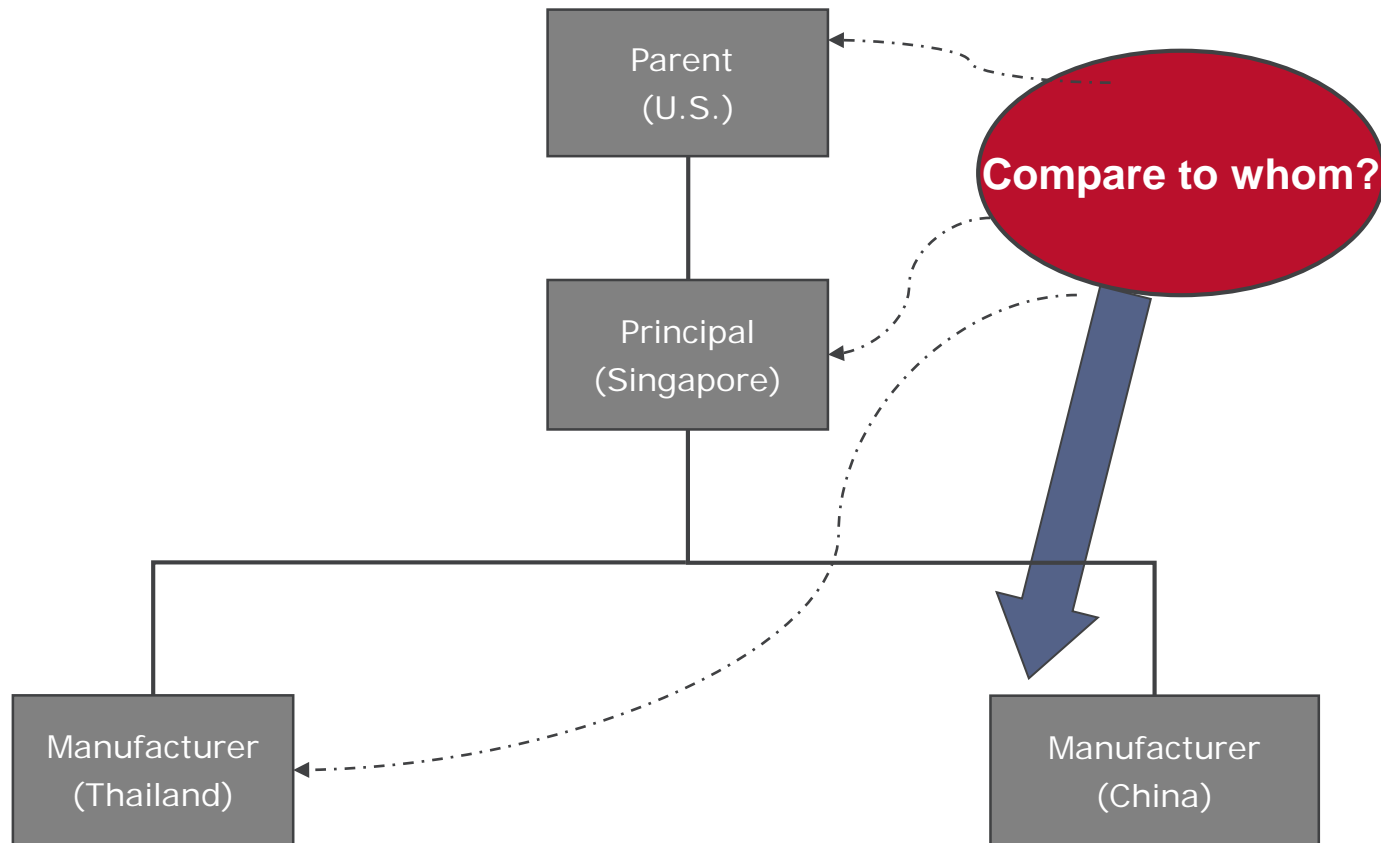 Parent
(U.S.)
Compare to whom?
Principal
(Singapore)
Manufacturer
(Thailand)
Manufacturer
(China)